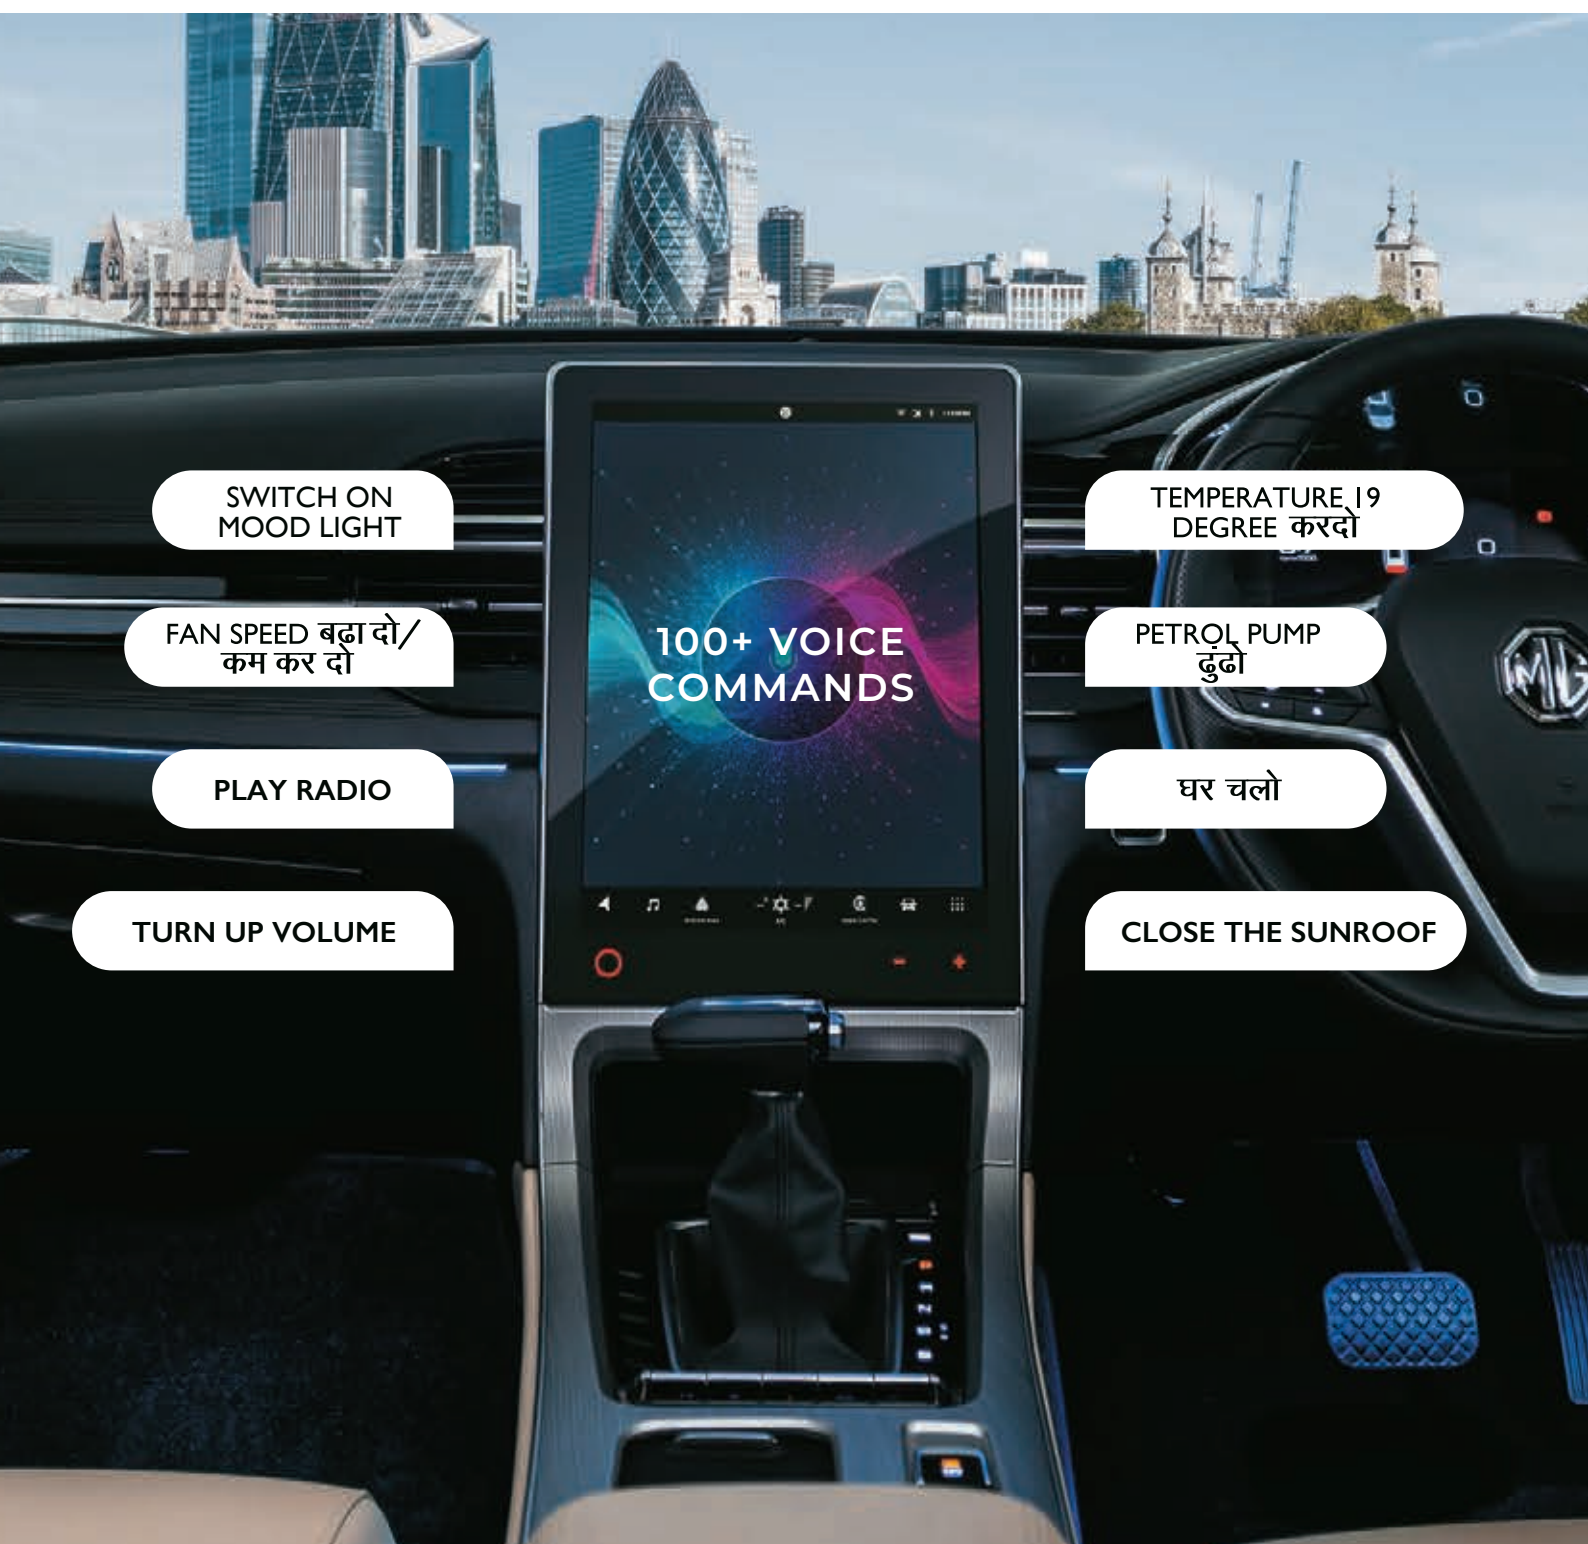 100+ VOICE
COMMANDS
SWITCH ON
MOOD LIGHT
FAN SPEED बढ़ा दो/
कम कर दो
PLAY RADIO
TURN UP VOLUME
TEMPERATURE 19
DEGREE करदो
PETROL PUMP
ढुंढो
घर चलो
CLOSE THE SUNROOF
MG